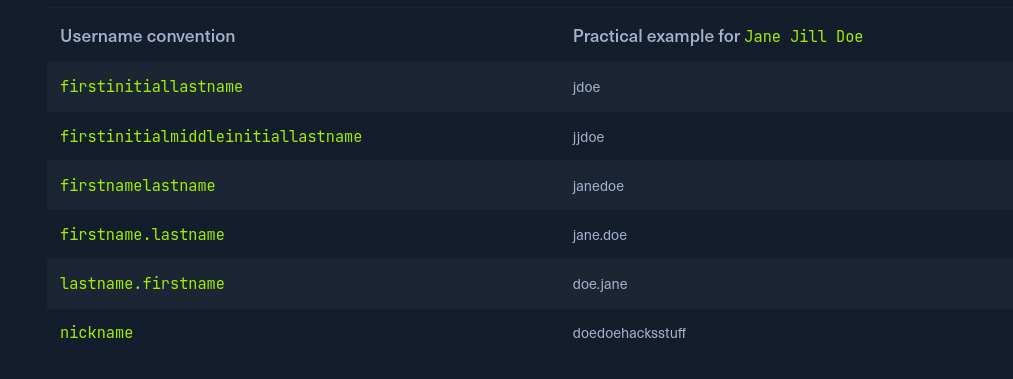 Username convention Practical example for Jane Jill Doe
firstinitiallastname jdoe
firstinitialmiddleinitiallastname jjdoe
firstnamelastname janedoe
firstname.lastname jane.doe
lastname.firstname doe.jane
nickname doedoehacksstuff